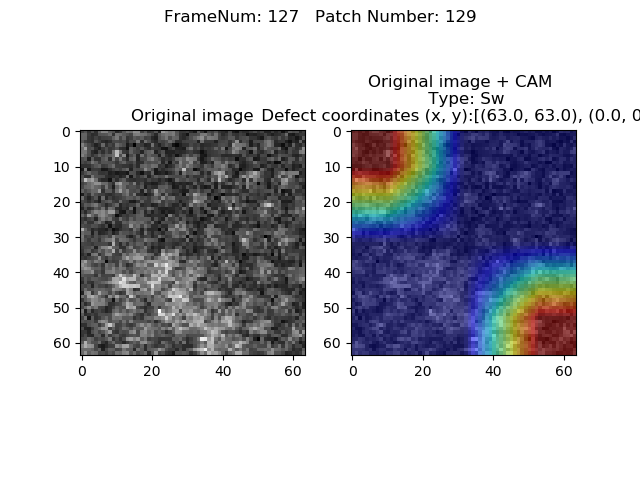 FrameNum: 127   Patch Number: 129
Original image + CAM
Type: Sw
Original image
Defect coordinates (x, y):[(63.0, 63.0), (0.0, 0
0
10
20
30
40
50
60
0 20 40 60
0
10
20
30
40
50
60
0 20 40 60